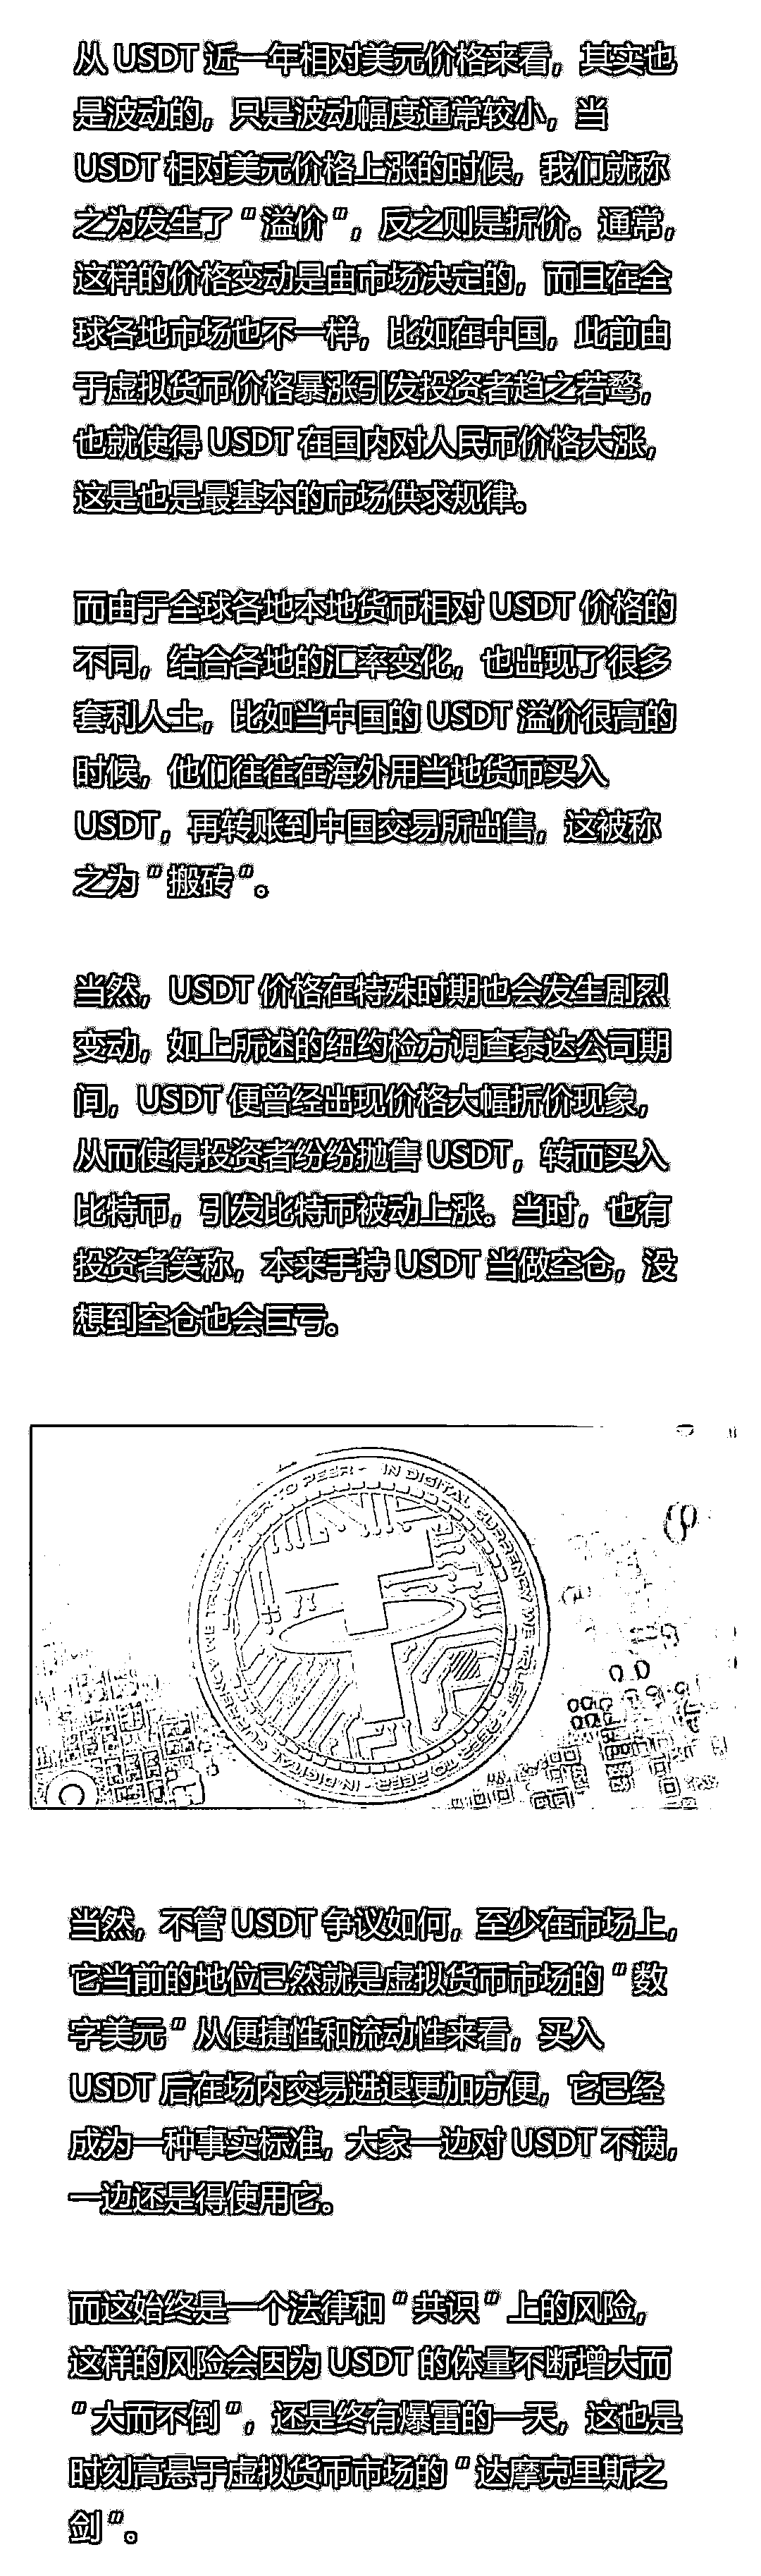 从 USDT 近一年相对美元价格来看，其实也
是波动的，只是波动幅度通常较小，当
USDT 相对美元价格上涨的时候，我们就称
之为发生了“溢价”，反之则是折价。通常，
这样的价格变动是由市场决定的，而且在全
球各地市场也不一样，比如在中国，此前由
于虚拟货币价格暴涨引发投资者趋之若鹜，
也就使得 USDT 在国内对人民币价格大涨，
这是也是最基本的市场供求规律。
而由于全球各地本地货币相对 USDT 价格的
不同，结合各地的汇率变化，也出现了很多
套利人士，比如当中国的 USDT 溢价很高的
时候，他们往往在海外用当地货币买入
USDT，再转账到中国交易所出售，这被称
之为“搬砖”。
当然，USDT 价格在特殊时期也会发生剧烈
变动，如上所述的纽约检方调查泰达公司期
间，USDT 便曾经出现价格大幅折价现象，
从而使得投资者纷纷抛售 USDT，转而买入
比特币，引发比特币被动上涨。当时，也有
投资者笑称，本来手持 USDT 当做空仓，没
想到空仓也会巨亏。
PEER TO PEER - IN DIGITAL CURRENCY WE TRUST - PEER TO PEER - IN DIGITAL CURRENCY WE TRUST
当然，不管 USDT 争议如何，至少在市场上，
它当前的地位已然就是虚拟货币市场的“数
字美元”从便捷性和流动性来看，买入
USDT 后在场内交易进退更加方便，它已经
成为一种事实标准，大家一边对 USDT 不满，
一边还是得使用它。
而这始终是一个法律和“共识”上的风险，
这样的风险会因为 USDT 的体量不断增大而
“大而不倒”，还是终有爆雷的一天，这也是
时刻高悬于虚拟货币市场的“达摩克里斯之
剑”。